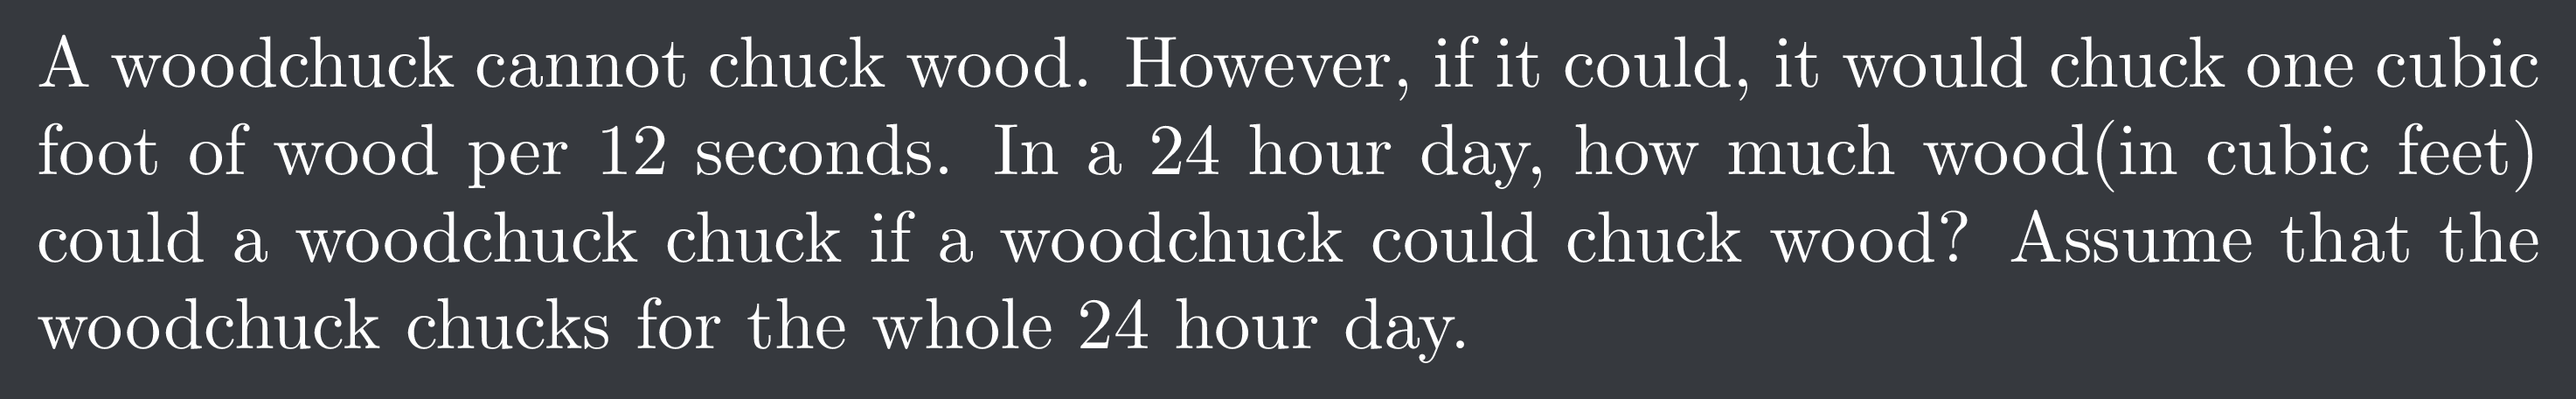 A woodchuck cannot chuck wood. However, if it could, it would chuck one cubic
foot of wood per 12 seconds. In a 24 hour day, how much wood(in cubic feet)
could a woodchuck chuck if a woodchuck could chuck wood? Assume that the
woodchuck chucks for the whole 24 hour day.